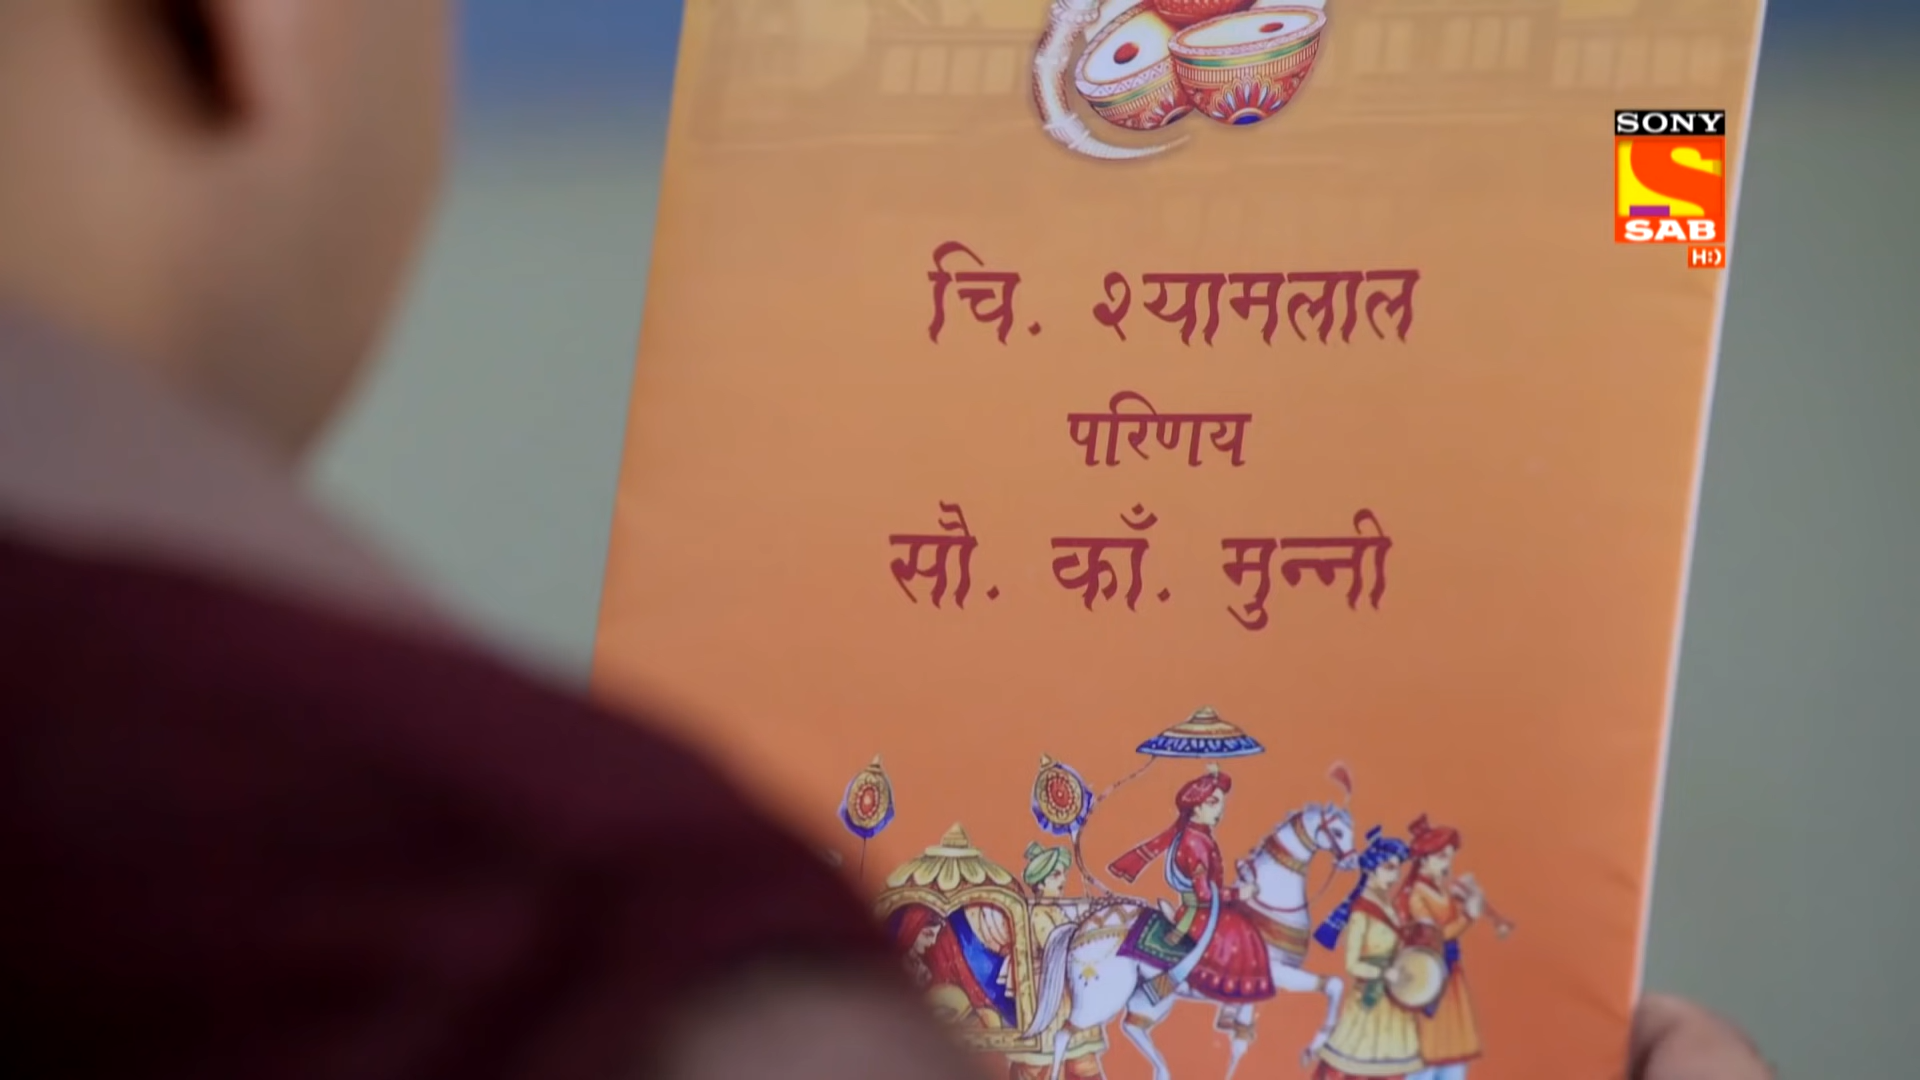 SONY
SAB
HD
चि. श्यामलाल
परिणय
सौ. काँ. मुन्नी